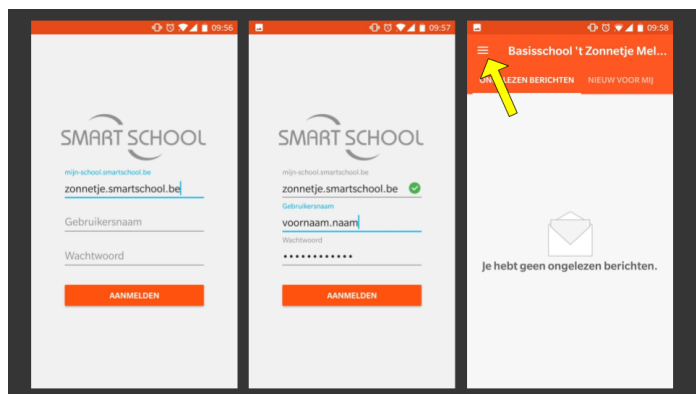 09:56
SMART SCHOOL
mijn-school.smartschool.be
zonnetje.smartschool.be
Gebruikersnaam
Wachtwoord
AANMELDEN
09:57
SMART SCHOOL
mijn-school.smartschool.be
zonnetje.smartschool.be
Gebruikersnaam
voornaam.naam
Wachtwoord
••••••••••••
AANMELDEN
09:58
Basisschool 't Zonnetje Mel...
LEZEN BERICHTEN NIEUW VOOR MIJ
Je hebt geen ongelezen berichten.